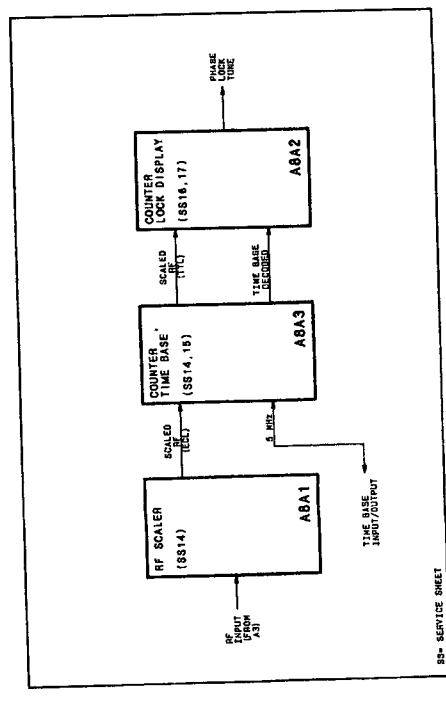 RF
INPUT
(FROM
A3)
RF SCALER
(SS14)
A8A1
SCALED
RF
(ECL)
5 MHz
TIME BASE
INPUT/OUTPUT
COUNTER
TIME BASE'
(SS14,15)
A8A3
SCALED
RF
(TTL)
TIME BASE
DECODED
COUNTER
LOCK DISPLAY
(SS16,17)
A8A2
PHASE
LOCK
TUNE
SS= SERVICE SHEET